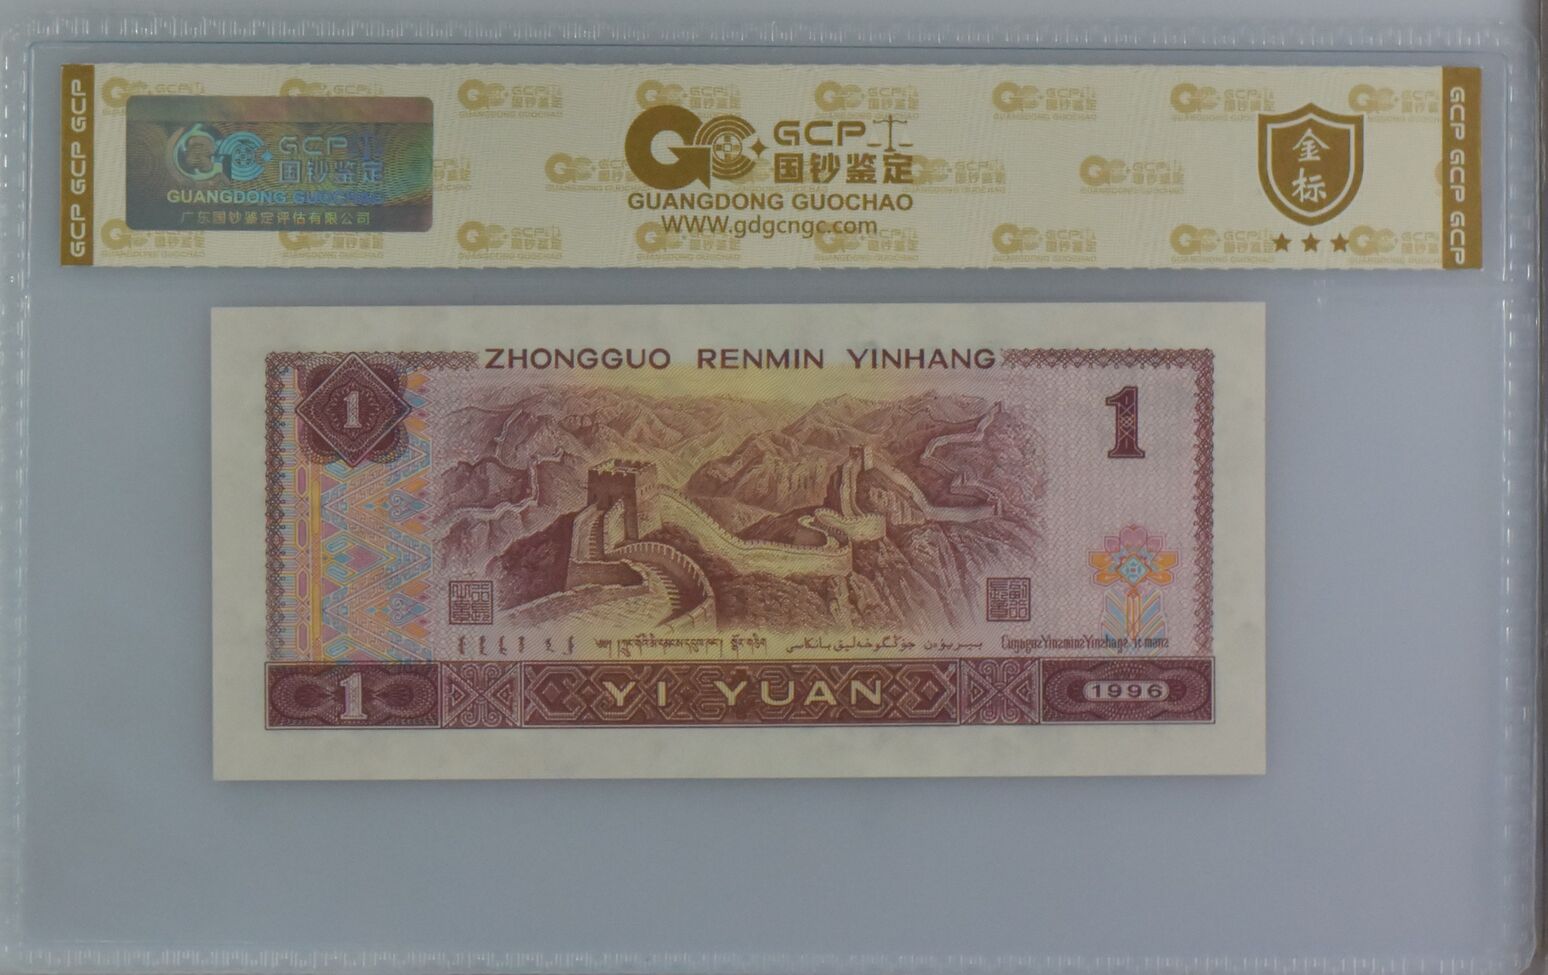 GCP GCP GCP
GCP
国钞鉴定
GUANGDONG GUOCHAO
广东国钞鉴定评估有限公司
GCP
国钞鉴定
GUANGDONG GUOCHAO
WWW.gdgcngc.com
金标
GCP GCP GCP
ZHONGGUO RENMIN YINHANG
1
1
1
YI YUAN
1996